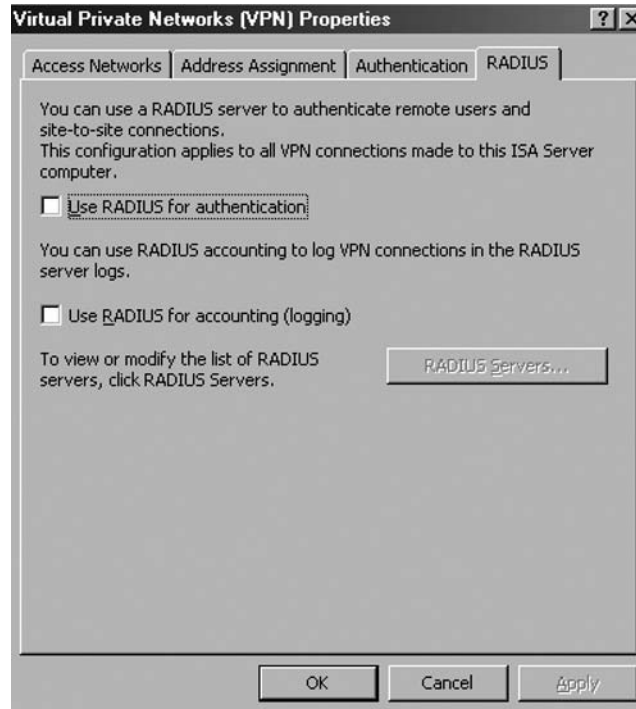 Virtual Private Networks (VPN) Properties ? X
Access Networks Address Assignment Authentication RADIUS
You can use a RADIUS server to authenticate remote users and
site-to-site connections.
This configuration applies to all VPN connections made to this ISA Server
computer.
Use RADIUS for authentication
You can use RADIUS accounting to log VPN connections in the RADIUS
server logs.
Use RADIUS for accounting (logging)
To view or modify the list of RADIUS
servers, click RADIUS Servers.
RADIUS Servers...
OK Cancel Apply